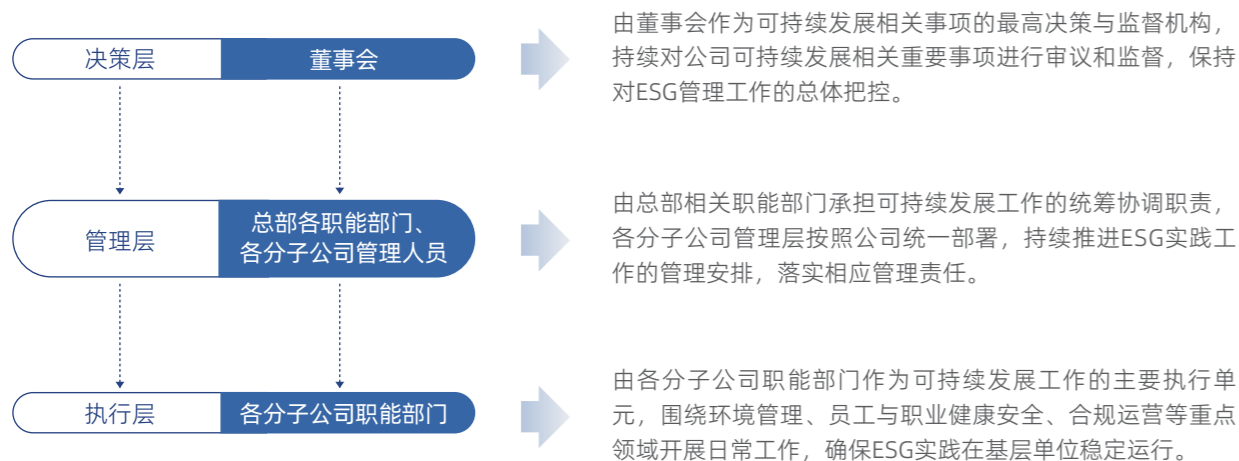 决策层
董事会
由董事会作为可持续发展相关事项的最高决策与监督机构，
持续对公司可持续发展相关重要事项进行审议和监督，保持
对ESG管理工作的总体把控。
管理层
总部各职能部门、
各分子公司管理人员
由总部相关职能部门承担可持续发展工作的统筹协调职责，
各分子公司管理层按照公司统一部署，持续推进ESG实践工
作的管理安排，落实相应管理责任。
执行层
各分子公司职能部门
由各分子公司职能部门作为可持续发展工作的主要执行单
元，围绕环境管理、员工与职业健康安全、合规运营等重点
领域开展日常工作，确保ESG实践在基层单位稳定运行。